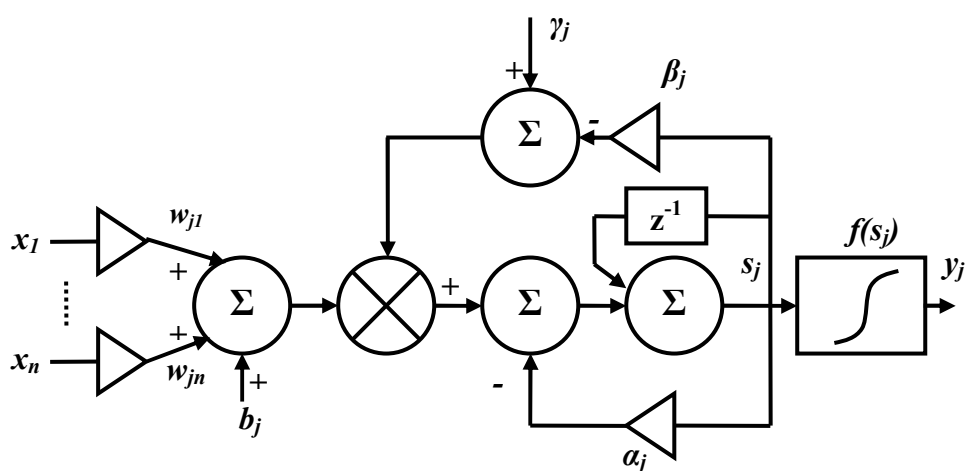 γj
+
βj
Σ
-
z-1
wj1
x1
+
f(sj)
sj
yj
Σ
+
Σ
Σ
+
xn
wjn
+
-
bj
αj